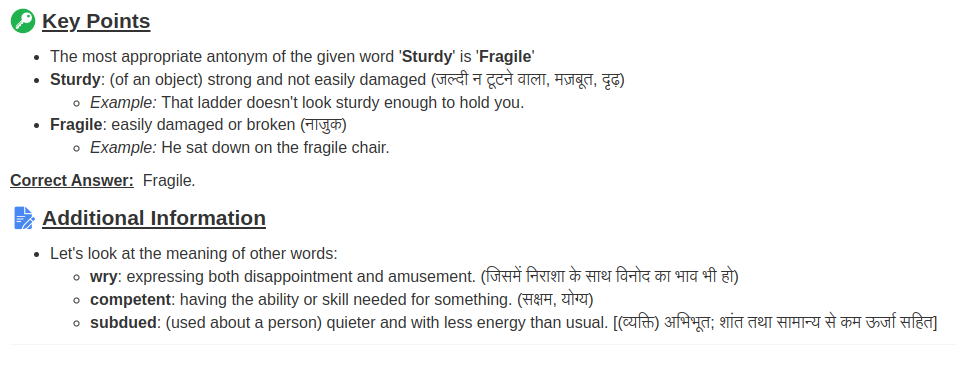 Key Points
The most appropriate antonym of the given word 'Sturdy' is 'Fragile'
Sturdy: (of an object) strong and not easily damaged (जल्दी न टूटने वाला, मज़बूत, दृढ़)
Example: That ladder doesn't look sturdy enough to hold you.
Fragile: easily damaged or broken (नाज़ुक)
Example: He sat down on the fragile chair.
Correct Answer: Fragile.
Additional Information
Let's look at the meaning of other words:
wry: expressing both disappointment and amusement. (जिसमें निराशा के साथ विनोद का भाव भी हो)
competent: having the ability or skill needed for something. (सक्षम, योग्य)
subdued: (used about a person) quieter and with less energy than usual. [(व्यक्ति) अभिभूत; शांत तथा सामान्य से कम ऊर्जा सहित]